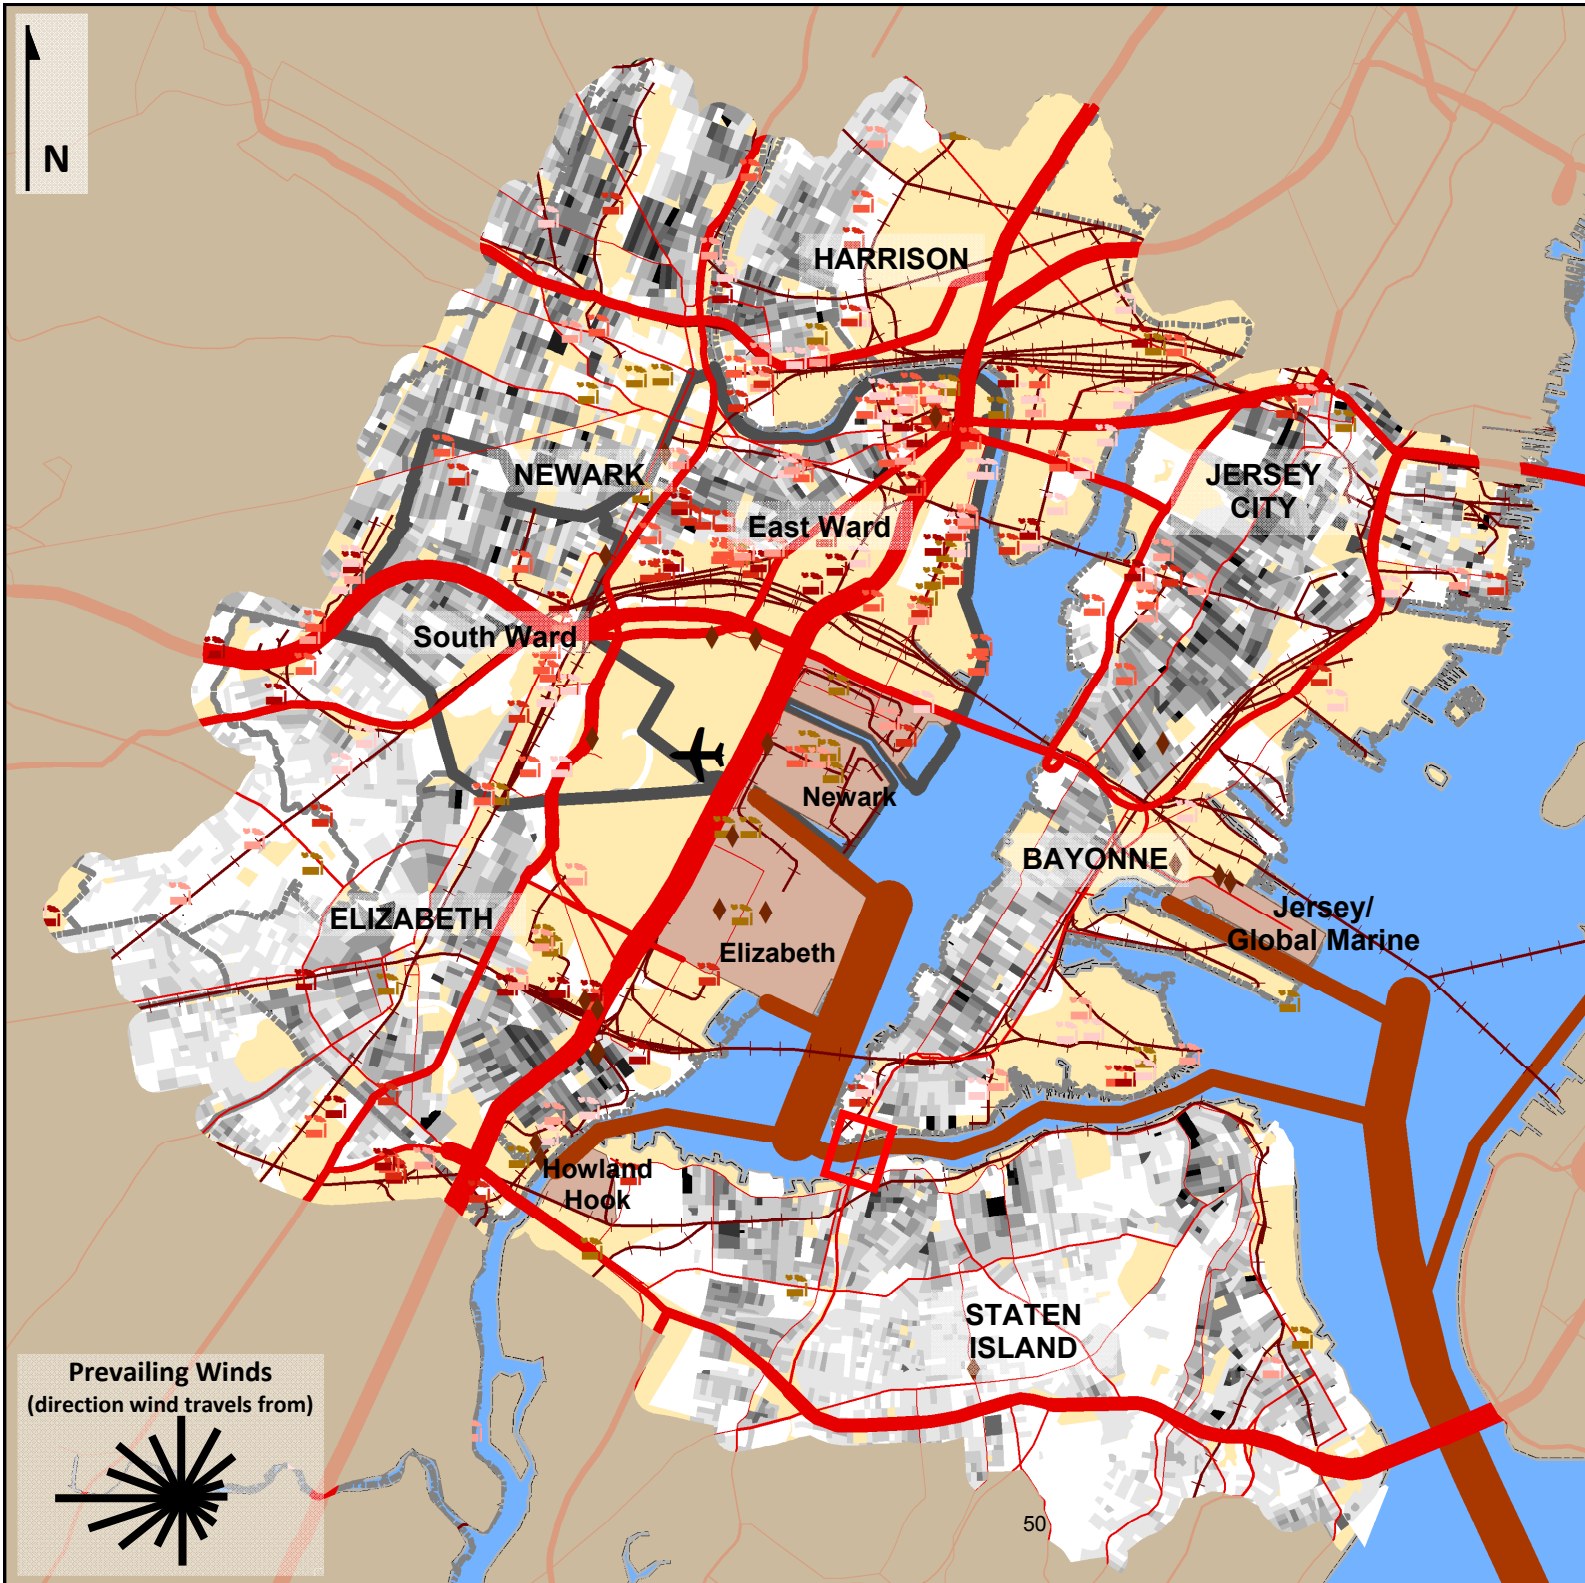 N
HARRISON
NEWARK
JERSEY
CITY
East Ward
South Ward
Newark
BAYONNE
ELIZABETH
Jersey/
Global Marine
Elizabeth
Howland
Hook
STATEN
ISLAND
Prevailing Winds
(direction wind travels from)
50